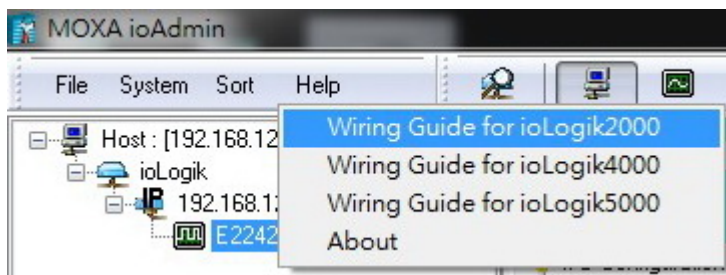 MOXA ioAdmin
File System Sort Help
Wiring Guide for ioLogik2000
Wiring Guide for ioLogik4000
Wiring Guide for ioLogik5000
About
Host : [192.168.12
ioLogik
192.168.1
E2242